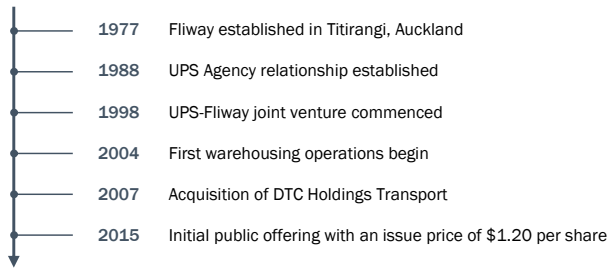 1977 Fliway established in Titirangi, Auckland
1988 UPS Agency relationship established
1998 UPS-Fliway joint venture commenced
2004 First warehousing operations begin
2007 Acquisition of DTC Holdings Transport
2015 Initial public offering with an issue price of $1.20 per share